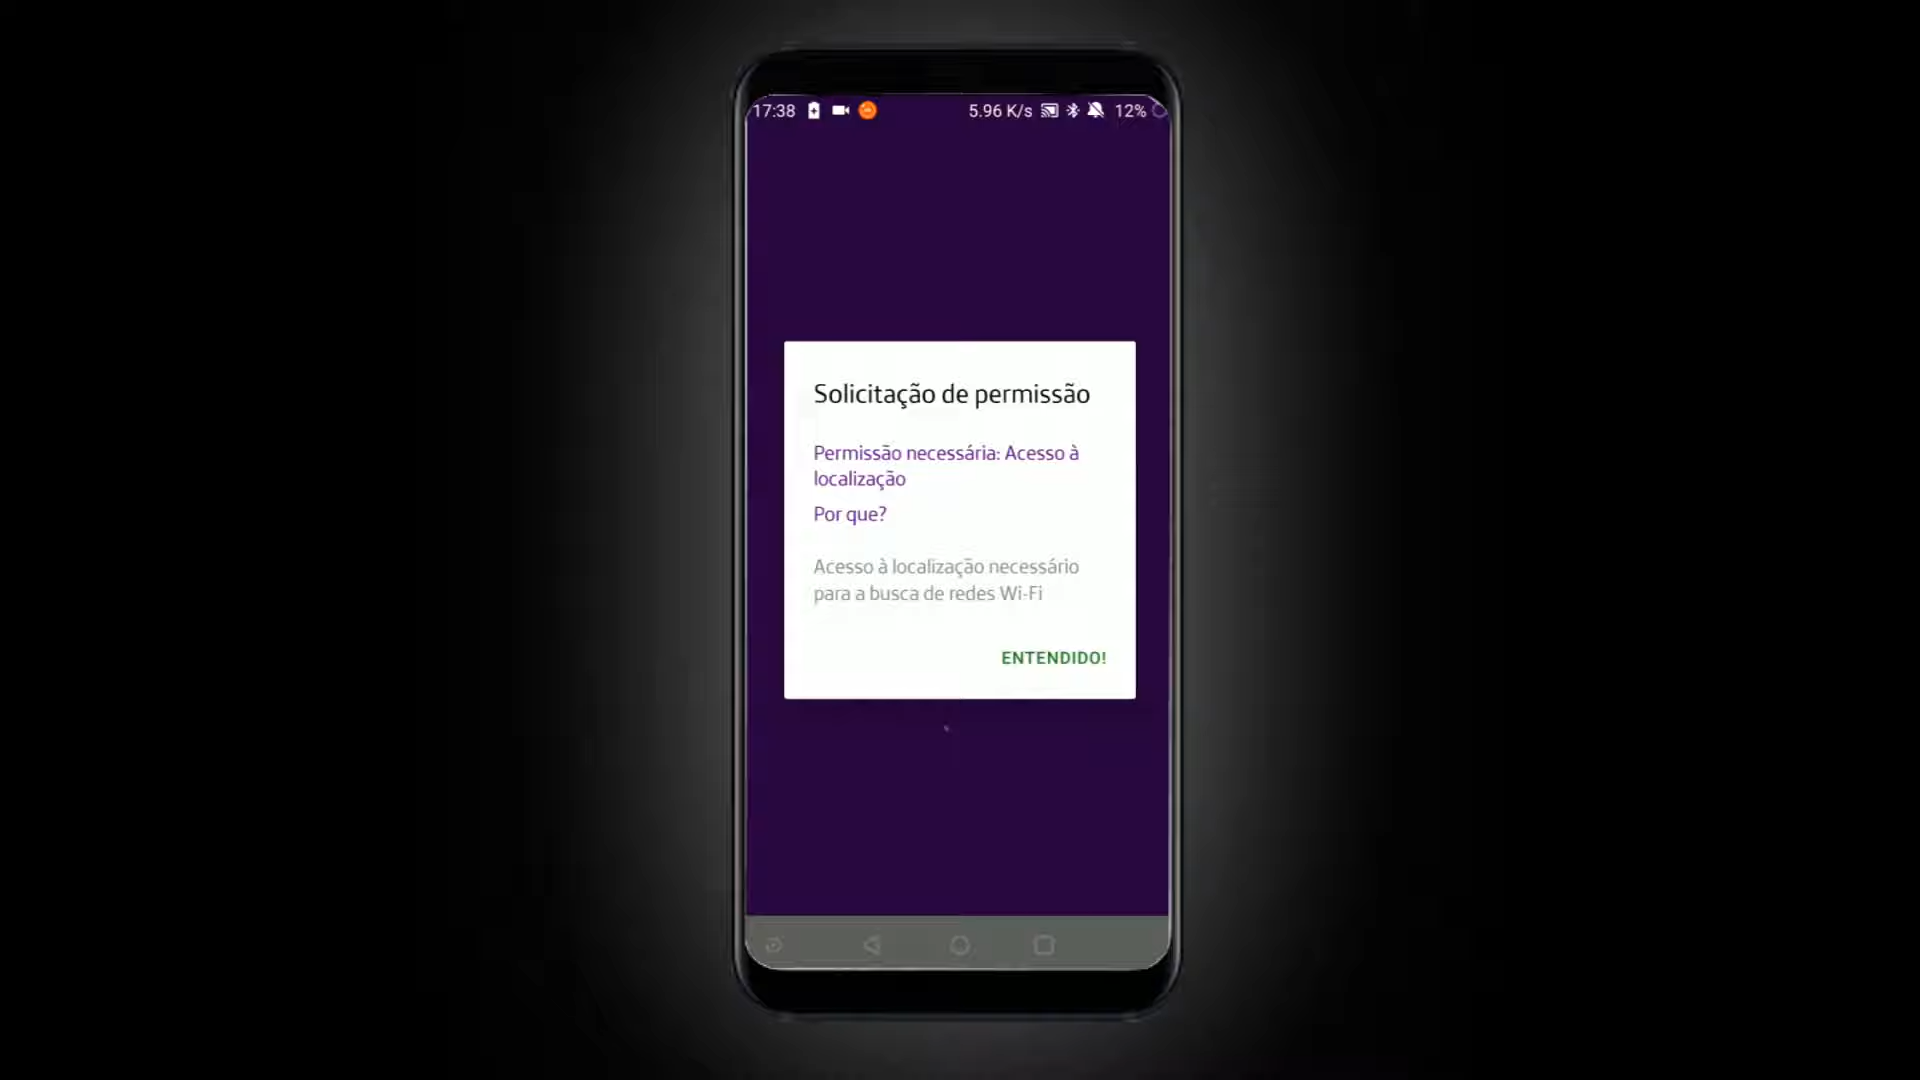 17:38 5.96 K/s 12%
Solicitação de permissão
Permissão necessária: Acesso à
localização
Por que?
Acesso à localização necessário
para a busca de redes Wi-Fi
ENTENDIDO!